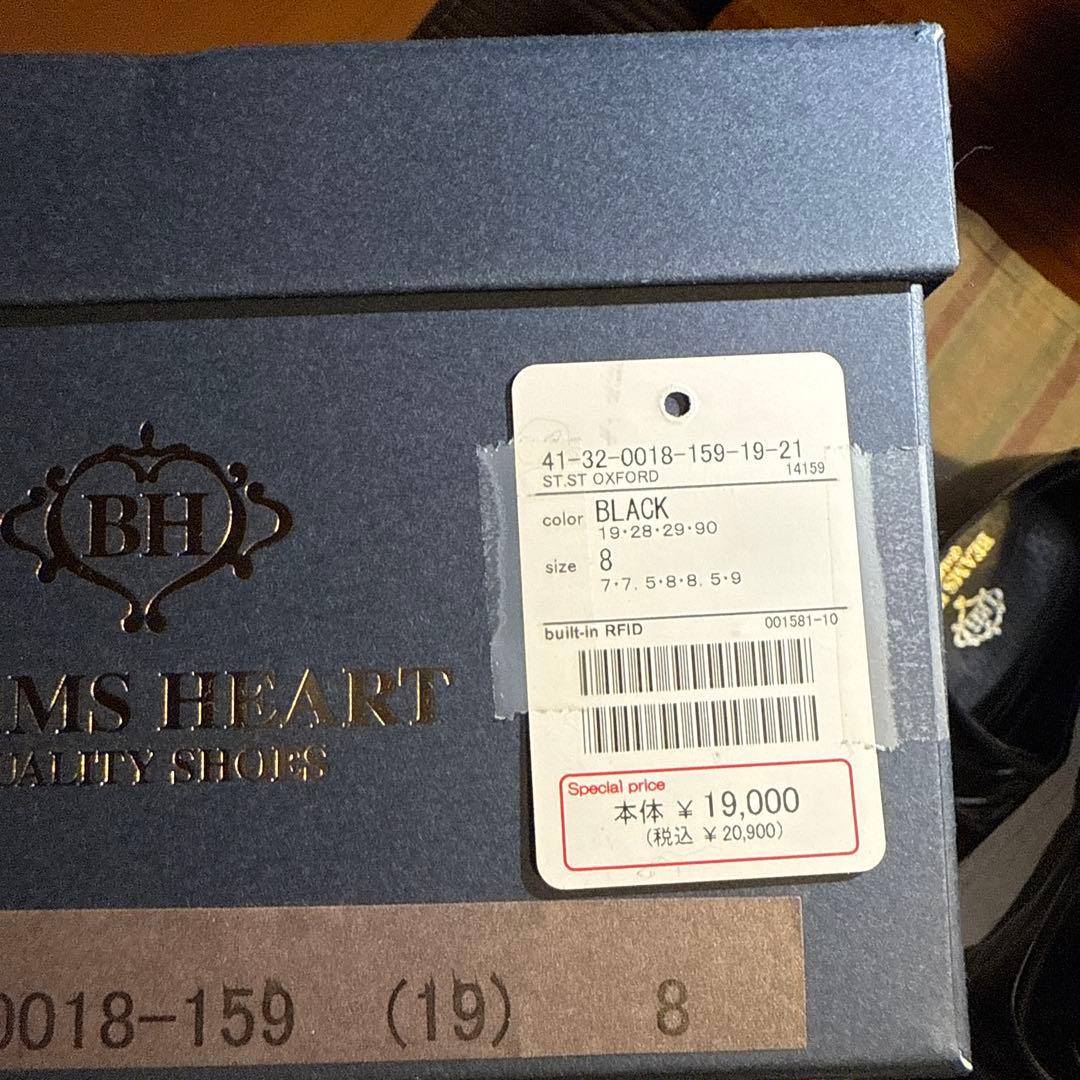 BH
AMS HEART
UALITY SHOES
41-32-0018-159-19-21
ST.ST OXFORD 14159
color BLACK
19・28・29・90
size 8
7・7.5・8・8.5・9
built-in RFID 001581-10
Special price
本体 ¥19,000
(税込 ¥20,900)
0018-159 (19) 8
BEAMS